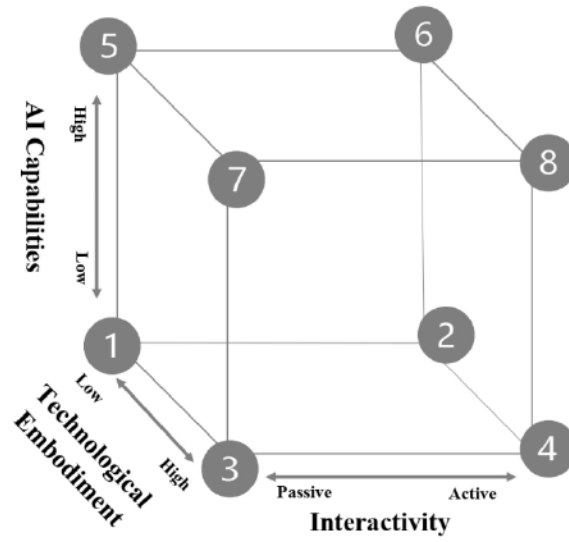 5
6
High
AI Capabilities
7
8
Low
1
2
Low
Technological
Embodiment
High
3
4
Passive
Active
Interactivity